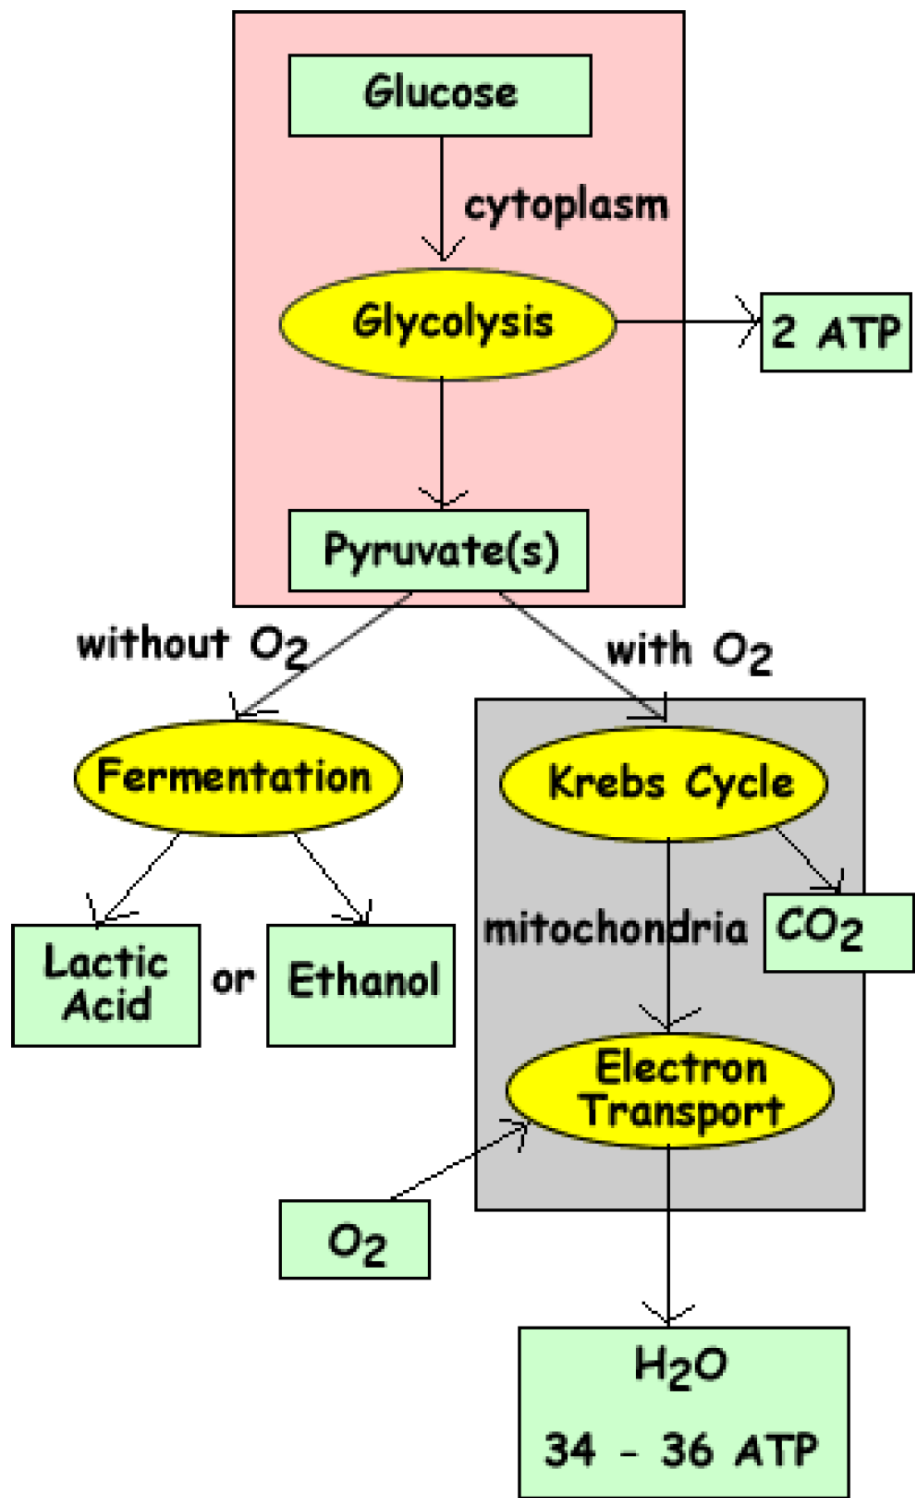 Glucose
cytoplasm
Glycolysis
2 ATP
Pyruvate(s)
without O2
with O2
Fermentation
Krebs Cycle
Lactic
Acid
or
Ethanol
mitochondria
CO2
Electron
Transport
O2
H2O
34 - 36 ATP